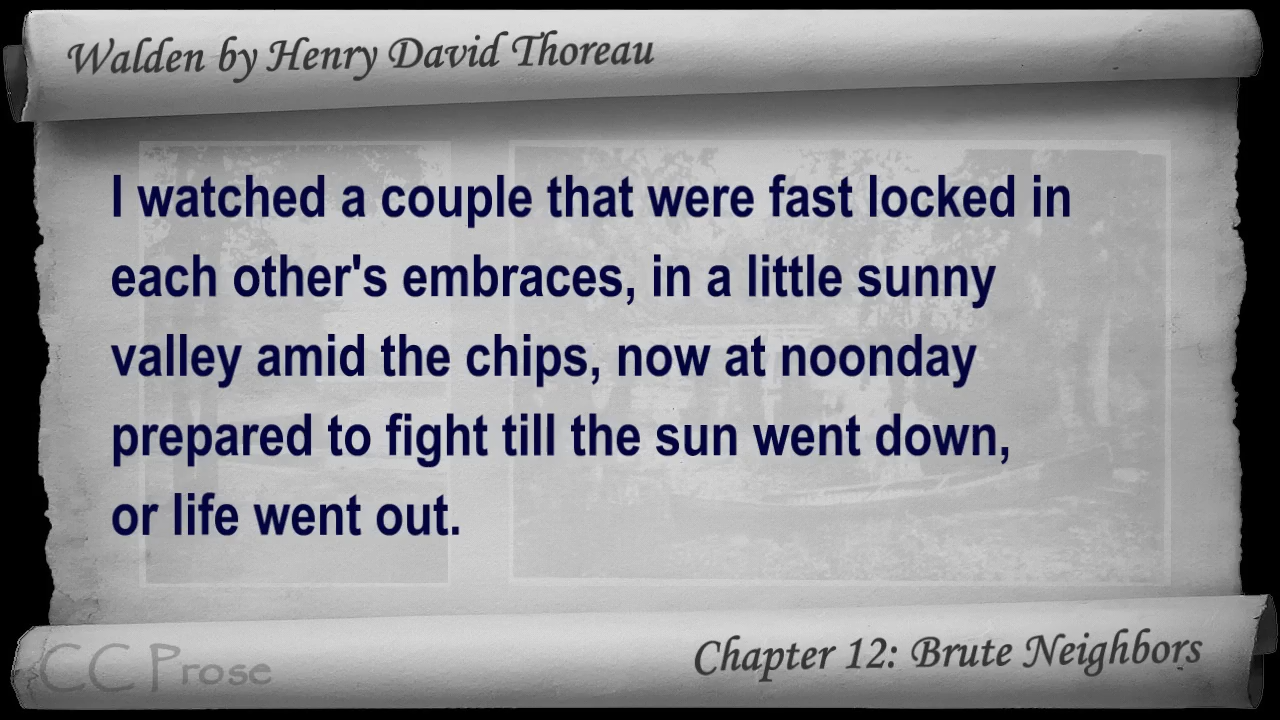 Walden by Henry David Thoreau
I watched a couple that were fast locked in
each other's embraces, in a little sunny
valley amid the chips, now at noonday
prepared to fight till the sun went down,
or life went out.
CC Prose
Chapter 12: Brute Neighbors